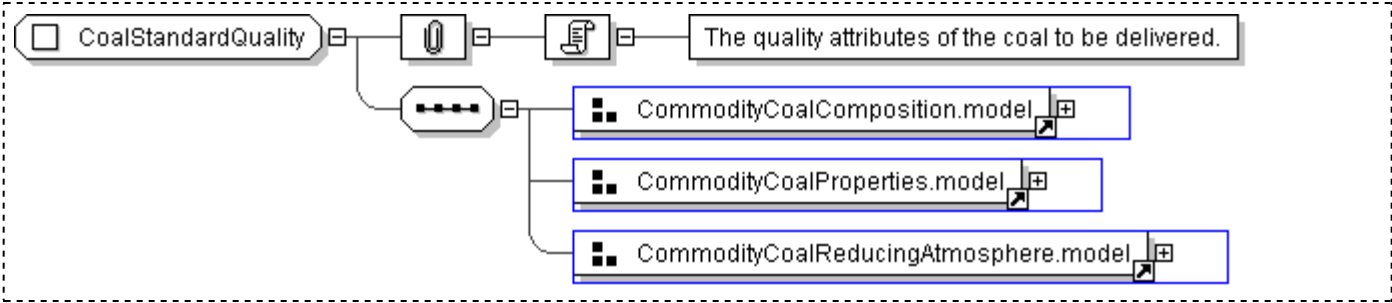 CoalStandardQuality
The quality attributes of the coal to be delivered.
CommodityCoalComposition.model
CommodityCoalProperties.model
CommodityCoalReducingAtmosphere.model